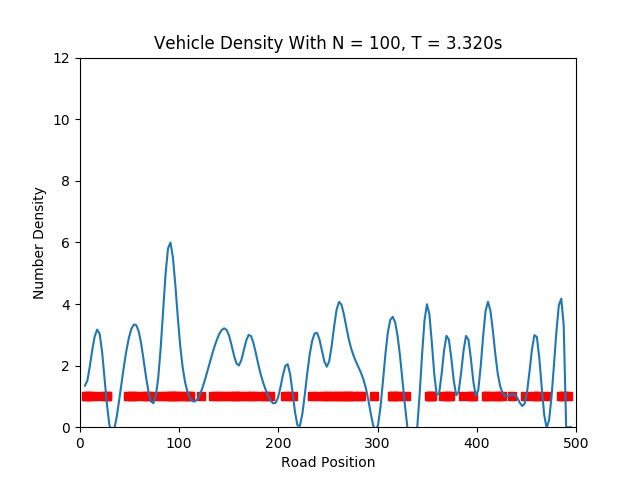 Vehicle Density With N = 100, T = 3.320s
12
10
8
6
4
2
0
Number Density
0 100 200 300 400 500
Road Position